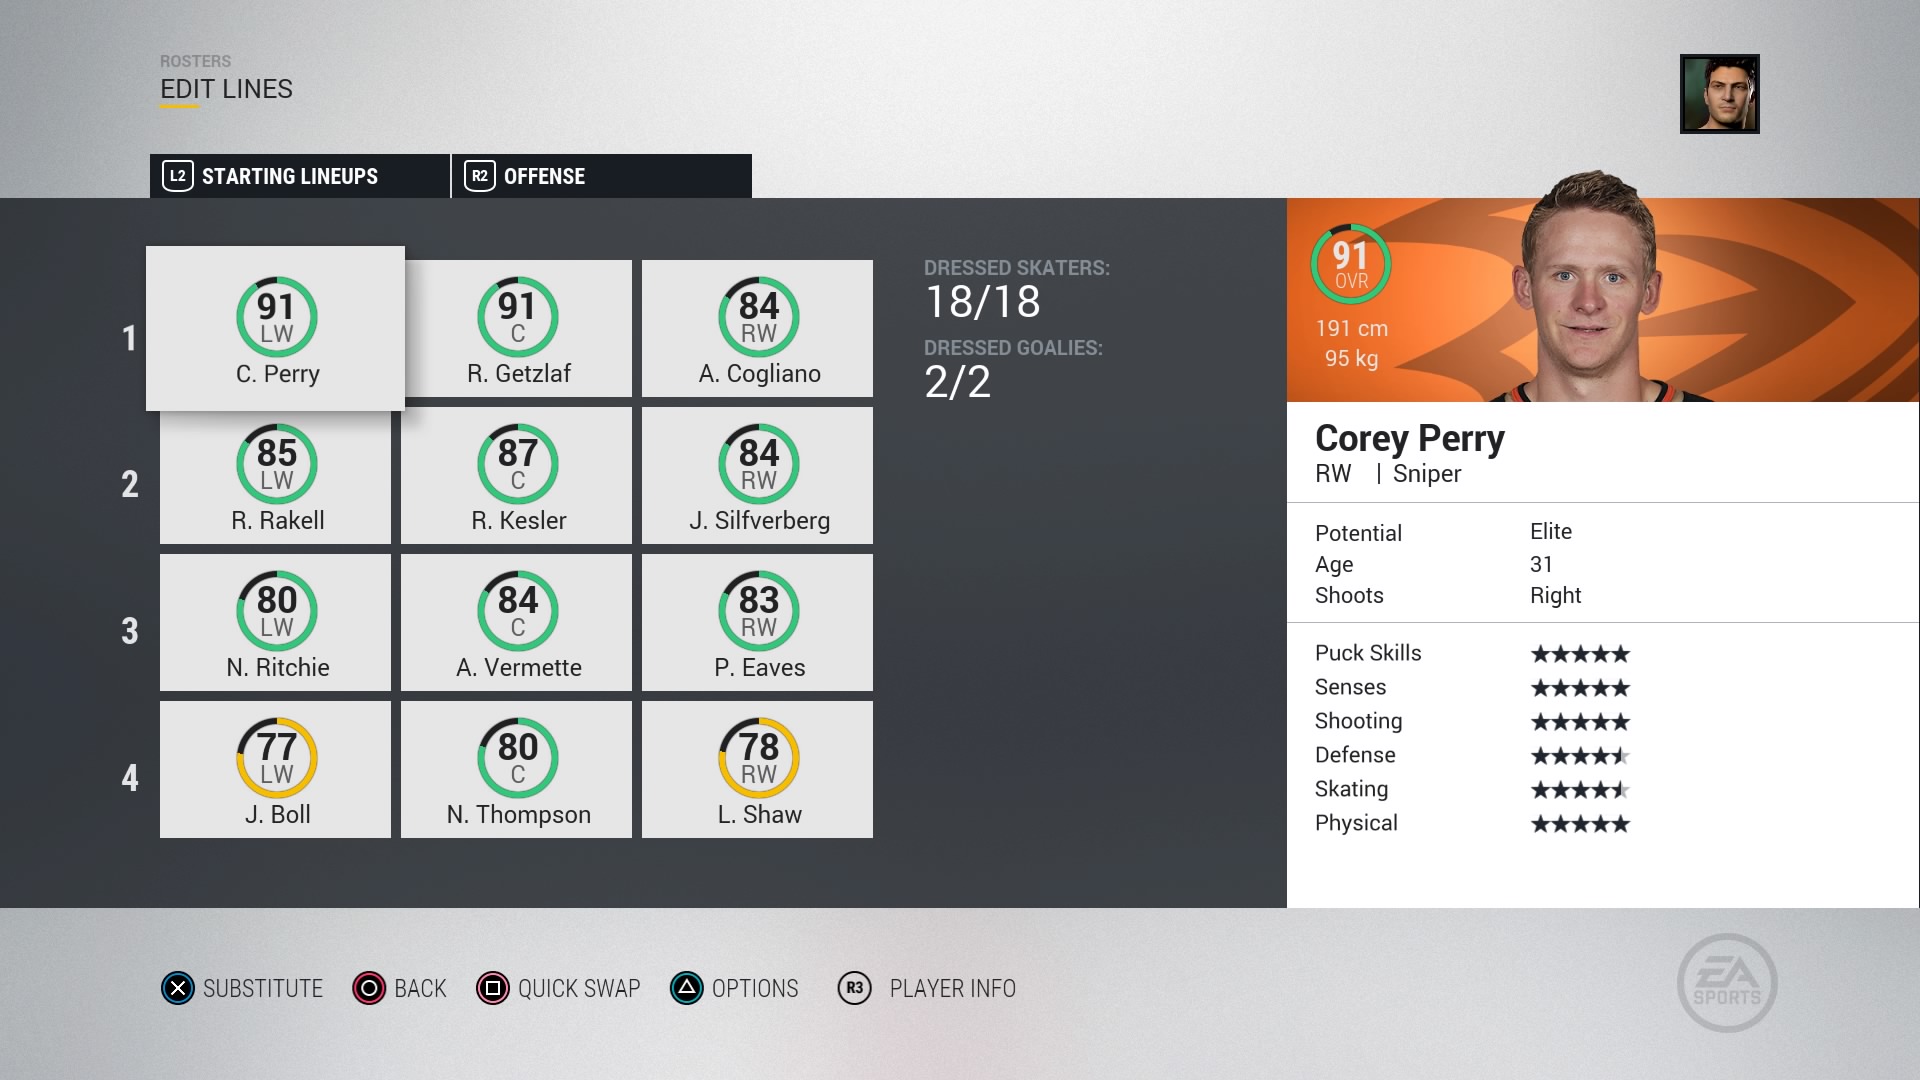 ROSTERS
EDIT LINES
L2 STARTING LINEUPS
R2 OFFENSE
1
91
LW
C. Perry
91
C
R. Getzlaf
84
RW
A. Cogliano
2
85
LW
R. Rakell
87
C
R. Kesler
84
RW
J. Silfverberg
3
80
LW
N. Ritchie
84
C
A. Vermette
83
RW
P. Eaves
4
77
LW
J. Boll
80
C
N. Thompson
78
RW
L. Shaw
DRESSED SKATERS:
18/18
DRESSED GOALIES:
2/2
91
OVR
191 cm
95 kg
Corey Perry
RW | Sniper
Potential Elite
Age 31
Shoots Right
Puck Skills
Senses
Shooting
Defense
Skating
Physical
SUBSTITUTE BACK QUICK SWAP OPTIONS R3 PLAYER INFO
EA
SPORTS